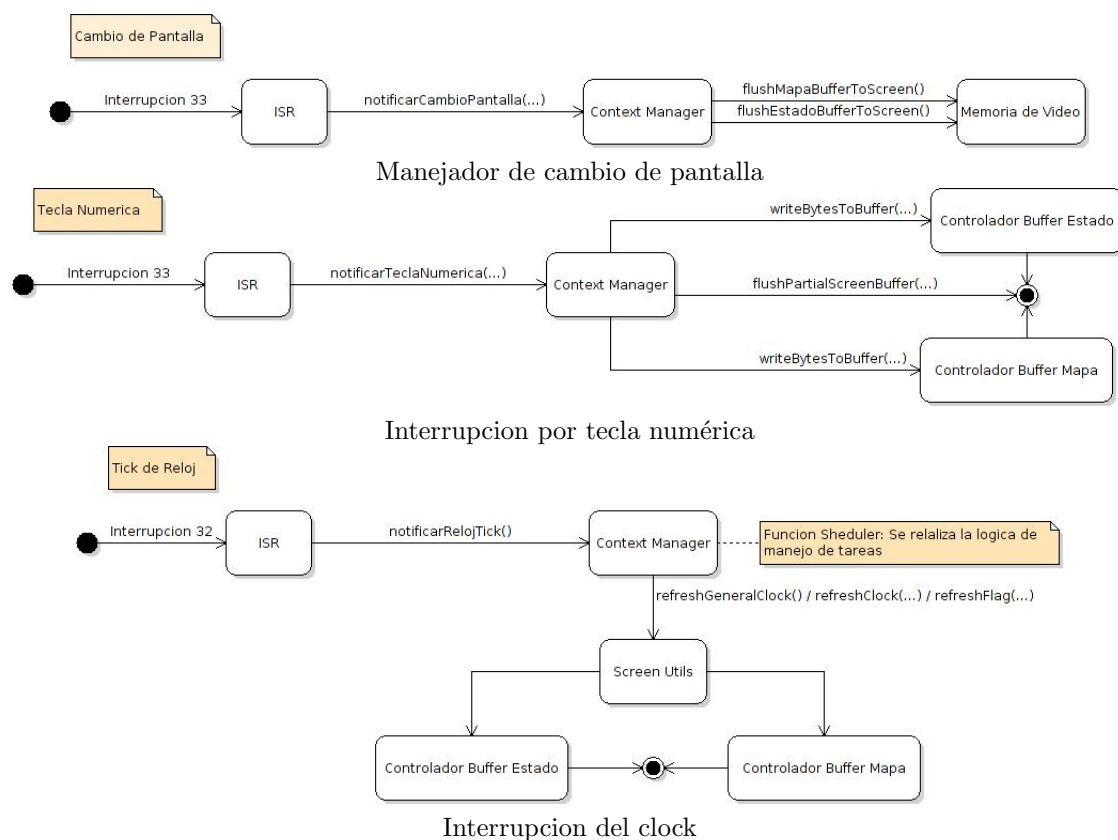 Cambio de Pantalla
Interrupcion 33
ISR
notificarCambioPantalla(...)
Context Manager
flushMapaBufferToScreen()
flushEstadoBufferToScreen()
Memoria de Video
Manejador de cambio de pantalla
Tecla Numerica
Interrupcion 33
ISR
notificarTeclaNumerica(...)
Context Manager
writeBytesToBuffer(...)
Controlador Buffer Estado
flushPartialScreenBuffer(...)
writeBytesToBuffer(...)
Controlador Buffer Mapa
Interrupcion por tecla numérica
Tick de Reloj
Interrupcion 32
ISR
notificarRelojTick()
Context Manager
Funcion Sheduler: Se relaliza la logica de
manejo de tareas
refreshGeneralClock() / refreshClock(...) / refreshFlag(...)
Screen Utils
Controlador Buffer Estado
Controlador Buffer Mapa
Interrupcion del clock